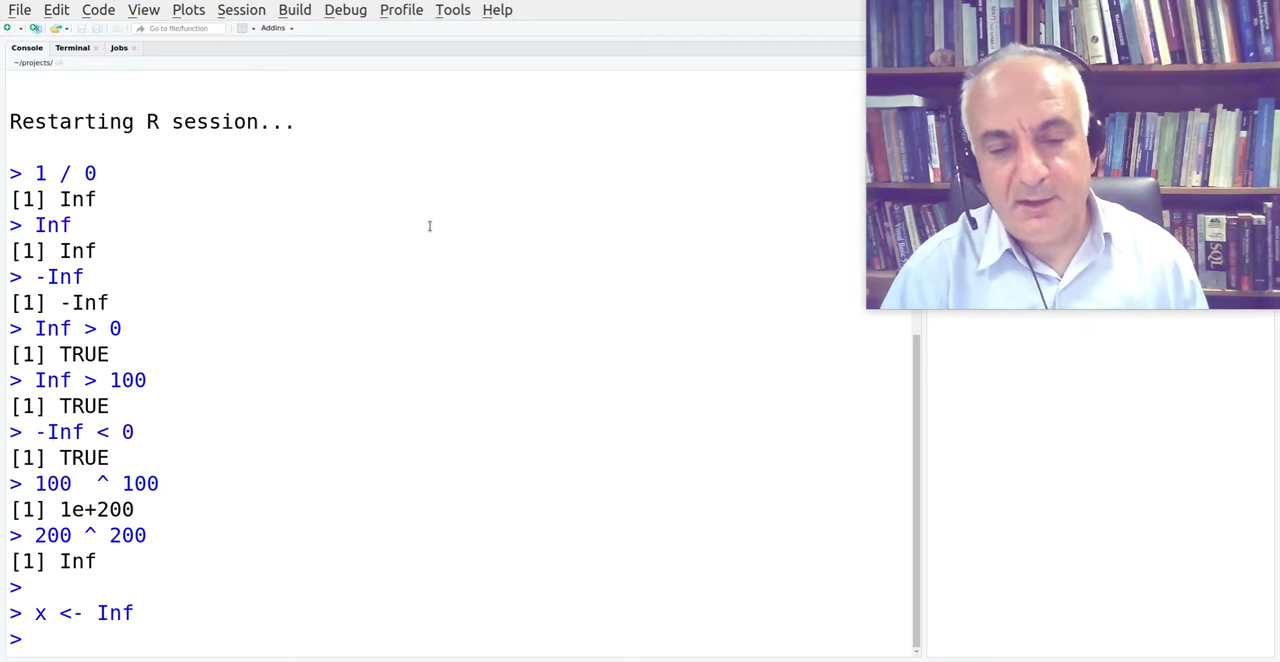 File Edit Code View Plots Session Build Debug Profile Tools Help
Go to file/function Addins
Console Terminal Jobs
~/projects/
Restarting R session...
> 1 / 0
[1] Inf
> Inf
[1] Inf
> -Inf
[1] -Inf
> Inf > 0
[1] TRUE
> Inf > 100
[1] TRUE
> -Inf < 0
[1] TRUE
> 100  ^ 100
[1] 1e+200
> 200 ^ 200
[1] Inf
>
> x <- Inf
>
SQL